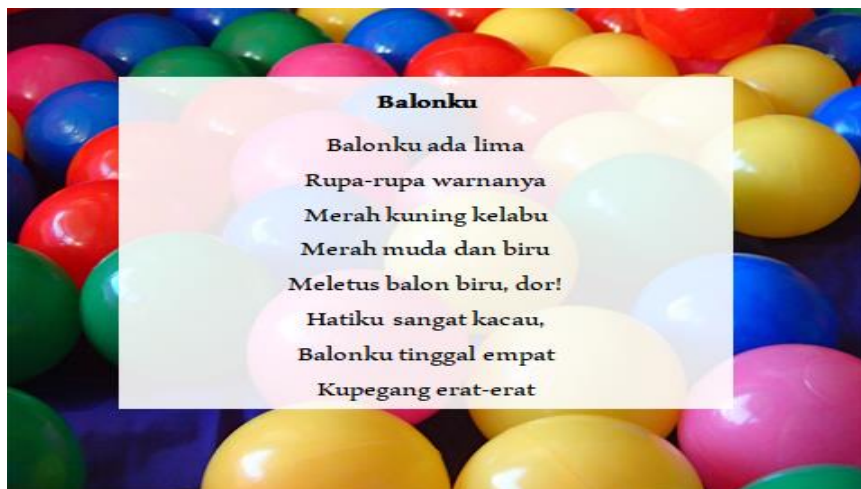 Balonku
Balonku ada lima
Rupa-rupa warnanya
Merah kuning kelabu
Merah muda dan biru
Meletus balon biru, dor!
Hatiku sangat kacau,
Balonku tinggal empat
Kupegang erat-erat